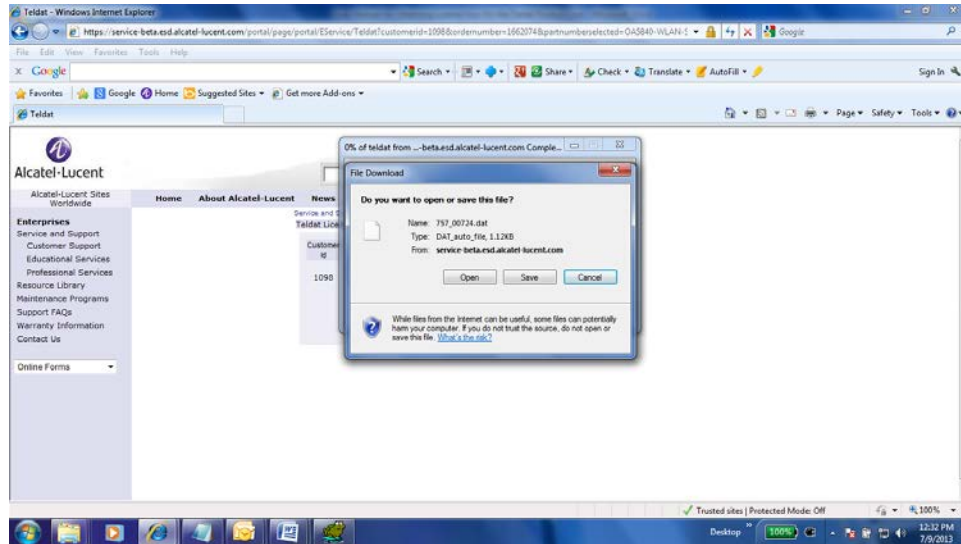 Teldat - Windows Internet Explorer
https://service-beta.esd.alcatel-lucent.com/portal/page/portal/EService/Teldat?customerid=1098&ordernumber=1662074&partnumberselected=OA5840-WLAN-S
Google
File Edit View Favorites Tools Help
x Google
Search
Share
Check
Translate
AutoFill
Sign In
Favorites
Google
Home
Suggested Sites
Get more Add-ons
Teldat
Page
Safety
Tools
Alcatel-Lucent
Alcatel-Lucent Sites
Worldwide
Home
About Alcatel-Lucent
News
Enterprises
Service and Support
Customer Support
Educational Services
Professional Services
Resource Library
Maintenance Programs
Support FAQs
Warranty Information
Contact Us
Online Forms
Service and
Teldat Lice
Customer
id
1098
0% of teldat from ...-beta.esd.alcatel-lucent.com Comple...
File Download
Do you want to open or save this file?
Name: 757_00724.dat
Type: DAT_auto_file, 1.12KB
From: service-beta.esd.alcatel-lucent.com
Open
Save
Cancel
While files from the Internet can be useful, some files can potentially
harm your computer. If you do not trust the source, do not open or
save this file. What's the risk?
Trusted sites | Protected Mode: Off
100%
Desktop
100%
12:32 PM
7/9/2013